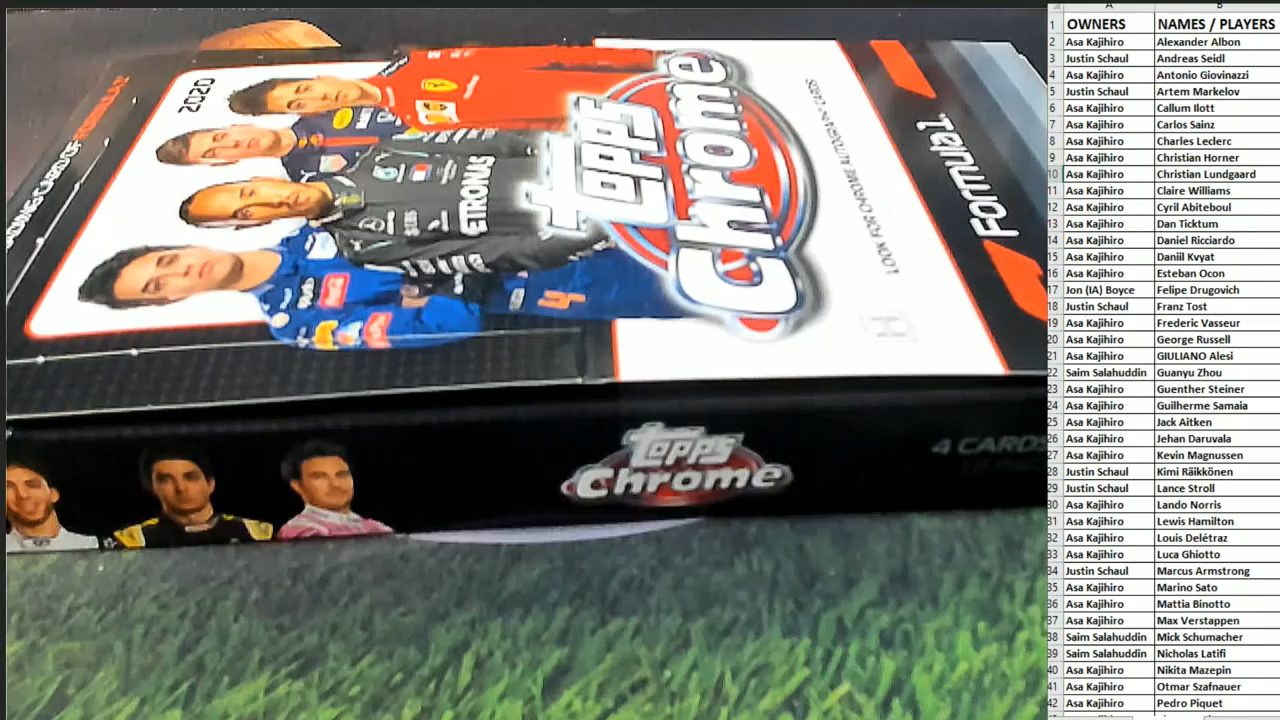 2020
Topps
Chrome
Formula1
LOOK FOR CHROME AUTOGRAPH CARDS
ETRONAS
4
Topps
Chrome
4 CARDS
A B
1 OWNERS NAMES / PLAYERS
2 Asa Kajihiro Alexander Albon
3 Justin Schaul Andreas Seidl
4 Asa Kajihiro Antonio Giovinazzi
5 Justin Schaul Artem Markelov
6 Asa Kajihiro Callum Ilott
7 Asa Kajihiro Carlos Sainz
8 Asa Kajihiro Charles Leclerc
9 Asa Kajihiro Christian Horner
10 Asa Kajihiro Christian Lundgaard
11 Asa Kajihiro Claire Williams
12 Asa Kajihiro Cyril Abiteboul
13 Asa Kajihiro Dan Ticktum
14 Asa Kajihiro Daniel Ricciardo
15 Asa Kajihiro Daniil Kvyat
16 Asa Kajihiro Esteban Ocon
17 Jon (IA) Boyce Felipe Drugovich
18 Justin Schaul Franz Tost
19 Asa Kajihiro Frederic Vasseur
20 Asa Kajihiro George Russell
21 Asa Kajihiro GIULIANO Alesi
22 Saim Salahuddin Guanyu Zhou
23 Asa Kajihiro Guenther Steiner
24 Asa Kajihiro Guilherme Samaia
25 Asa Kajihiro Jack Aitken
26 Asa Kajihiro Jehan Daruvala
27 Asa Kajihiro Kevin Magnussen
28 Justin Schaul Kimi Räikkönen
29 Justin Schaul Lance Stroll
30 Asa Kajihiro Lando Norris
31 Asa Kajihiro Lewis Hamilton
32 Asa Kajihiro Louis Delétraz
33 Asa Kajihiro Luca Ghiotto
34 Justin Schaul Marcus Armstrong
35 Asa Kajihiro Marino Sato
36 Asa Kajihiro Mattia Binotto
37 Asa Kajihiro Max Verstappen
38 Saim Salahuddin Mick Schumacher
39 Saim Salahuddin Nicholas Latifi
40 Asa Kajihiro Nikita Mazepin
41 Asa Kajihiro Otmar Szafnauer
42 Asa Kajihiro Pedro Piquet